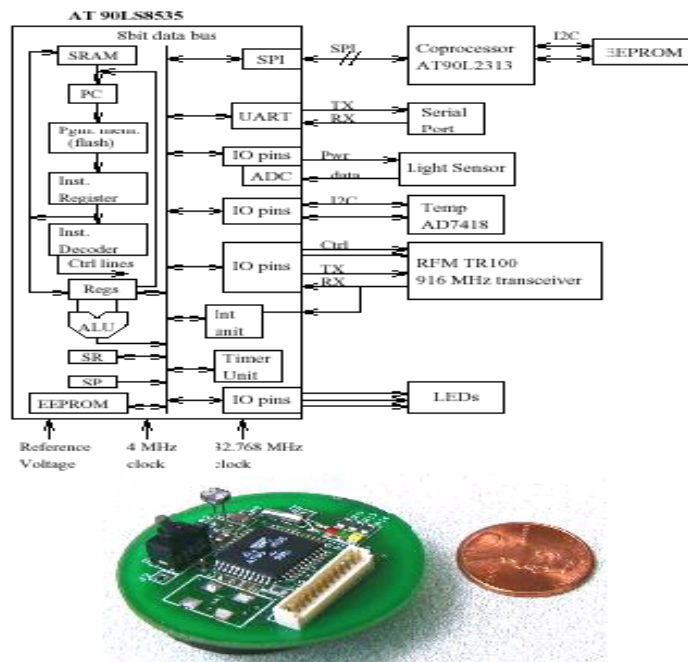 AT 90LS8535
8bit data bus
SRAM
PC
Pgm. mem.
(flash)
Inst.
Register
Inst.
Decoder
Ctrl lines
Regs
ALU
SR
SP
EEPROM
SPI
UART
IO pins
ADC
IO pins
IO pins
Int
unit
Timer
Unit
IO pins
SPI
Coprocessor
AT90L2313
I2C
EEPROM
TX
RX
Serial
Port
Pwr
data
Light Sensor
I2C
Temp
AD7418
Ctrl
TX
RX
RFM TR100
916 MHz transceiver
LEDs
Reference
Voltage
4 MHz
clock
32.768 MHz
clock